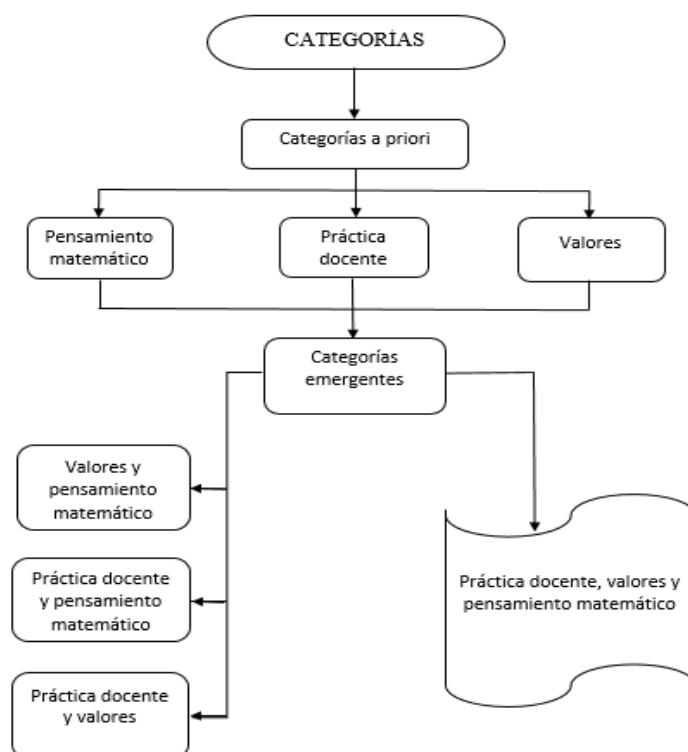 CATEGORÍAS
Categorías a priori
Pensamiento
matemático
Práctica
docente
Valores
Categorías
emergentes
Valores y
pensamiento
matemático
Práctica docente
y pensamiento
matemático
Práctica docente
y valores
Práctica docente, valores y
pensamiento matemático